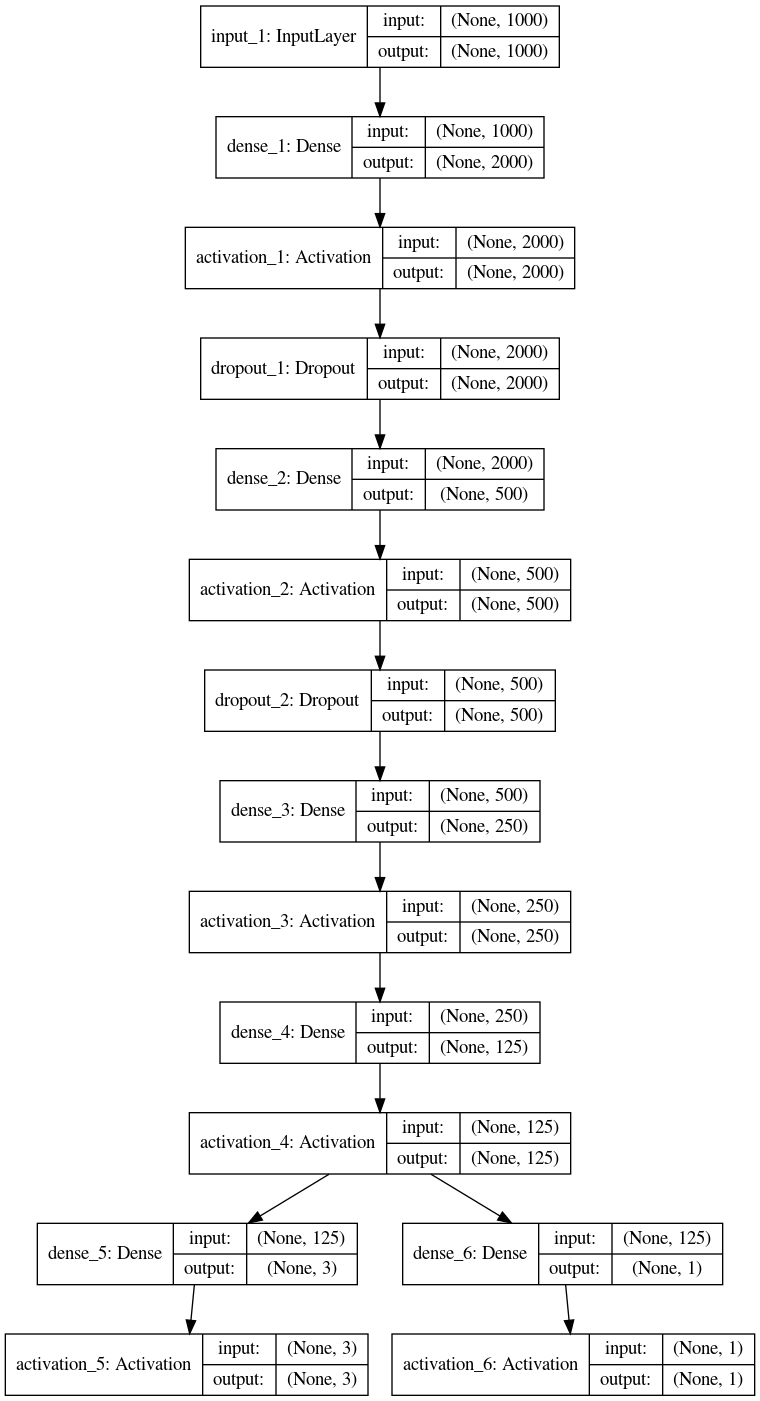 input_1: InputLayer
input: (None, 1000)
output: (None, 1000)
dense_1: Dense
input: (None, 1000)
output: (None, 2000)
activation_1: Activation
input: (None, 2000)
output: (None, 2000)
dropout_1: Dropout
input: (None, 2000)
output: (None, 2000)
dense_2: Dense
input: (None, 2000)
output: (None, 500)
activation_2: Activation
input: (None, 500)
output: (None, 500)
dropout_2: Dropout
input: (None, 500)
output: (None, 500)
dense_3: Dense
input: (None, 500)
output: (None, 250)
activation_3: Activation
input: (None, 250)
output: (None, 250)
dense_4: Dense
input: (None, 250)
output: (None, 125)
activation_4: Activation
input: (None, 125)
output: (None, 125)
dense_5: Dense
input: (None, 125)
output: (None, 3)
dense_6: Dense
input: (None, 125)
output: (None, 1)
activation_5: Activation
input: (None, 3)
output: (None, 3)
activation_6: Activation
input: (None, 1)
output: (None, 1)